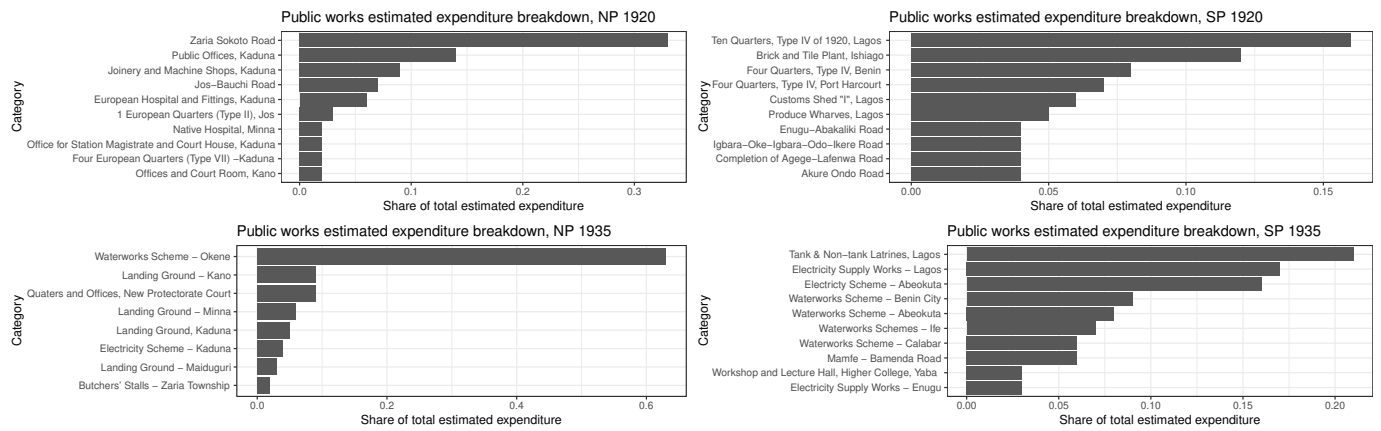 Public works estimated expenditure breakdown, NP 1920
Category
Zaria Sokoto Road
Public Offices, Kaduna
Joinery and Machine Shops, Kaduna
Jos−Bauchi Road
European Hospital and Fittings, Kaduna
1 European Quarters (Type II), Jos
Native Hospital, Minna
Office for Station Magistrate and Court House, Kaduna
Four European Quarters (Type VII) −Kaduna
Offices and Court Room, Kano
0.0 0.1 0.2 0.3
Share of total estimated expenditure
Public works estimated expenditure breakdown, SP 1920
Category
Ten Quarters, Type IV of 1920, Lagos
Brick and Tile Plant, Ishiago
Four Quarters, Type IV, Benin
Four Quarters, Type IV, Port Harcourt
Customs Shed "I", Lagos
Produce Wharves, Lagos
Enugu−Abakaliki Road
Igbara−Oke−Igbara−Odo−Ikere Road
Completion of Agege−Lafenwa Road
Akure Ondo Road
0.00 0.05 0.10 0.15
Share of total estimated expenditure
Public works estimated expenditure breakdown, NP 1935
Category
Waterworks Scheme − Okene
Landing Ground − Kano
Quaters and Offices, New Protectorate Court
Landing Ground − Minna
Landing Ground, Kaduna
Electricity Scheme − Kaduna
Landing Ground − Maiduguri
Butchers' Stalls − Zaria Township
0.0 0.2 0.4 0.6
Share of total estimated expenditure
Public works estimated expenditure breakdown, SP 1935
Category
Tank & Non−tank Latrines, Lagos
Electricity Supply Works − Lagos
Electricty Scheme − Abeokuta
Waterworks Scheme − Benin City
Waterworks Scheme − Abeokuta
Waterworks Schemes − Ife
Waterworks Scheme − Calabar
Mamfe − Bamenda Road
Workshop and Lecture Hall, Higher College, Yaba
Electricity Supply Works − Enugu
0.00 0.05 0.10 0.15 0.20
Share of total estimated expenditure